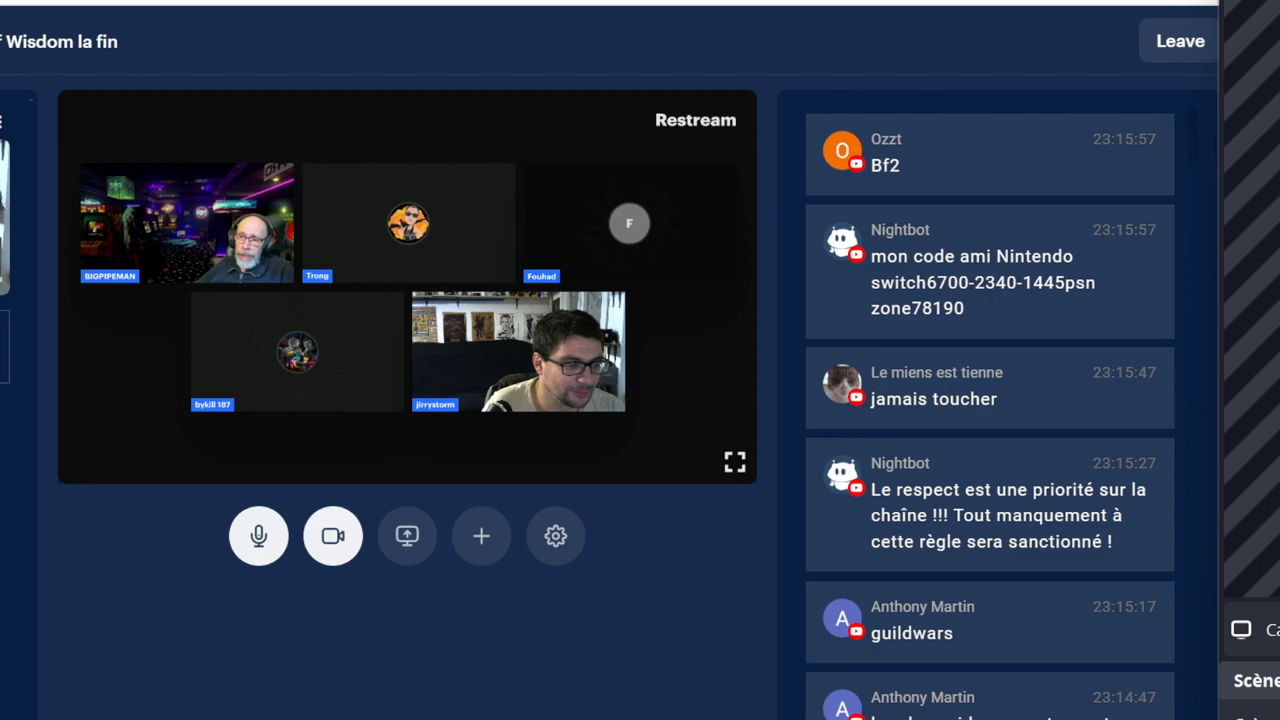 Wisdom la fin
Leave
Restream
BIGPIPEMAN
Trong
F
Fouhad
bykill 187
jirrystorm
O
Ozzt
23:15:57
Bf2
Nightbot
23:15:57
mon code ami Nintendo
switch6700-2340-1445psn
zone78190
Le miens est tienne
23:15:47
jamais toucher
Nightbot
23:15:27
Le respect est une priorité sur la
chaîne !!! Tout manquement à
cette règle sera sanctionné !
A
Anthony Martin
23:15:17
guildwars
A
Anthony Martin
23:14:47
Ca
Scène